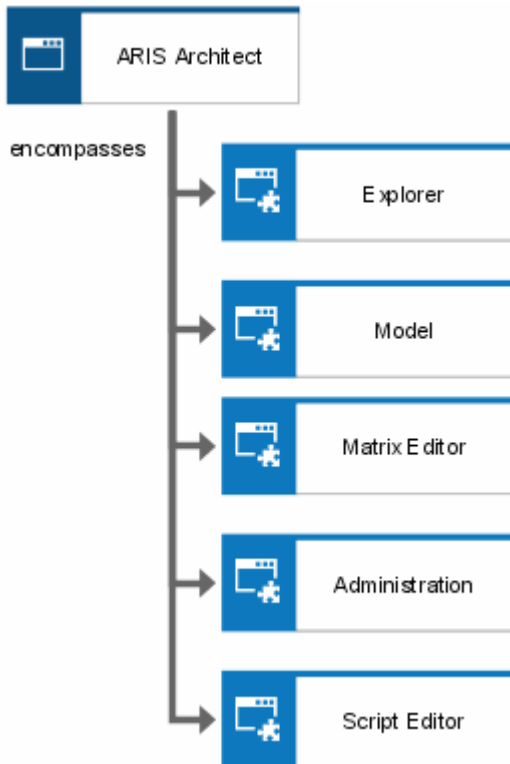 ARIS Architect
encompasses
Explorer
Model
Matrix Editor
Administration
Script Editor